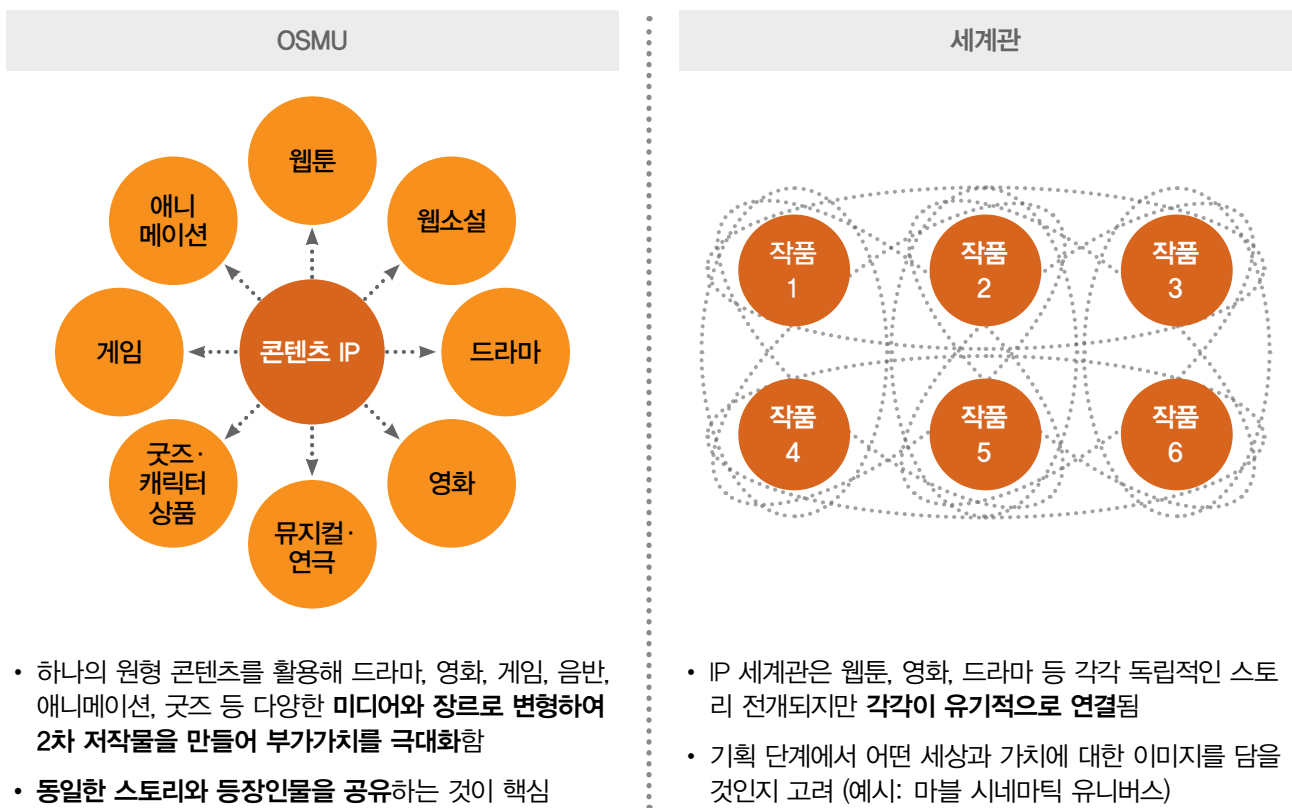 OSMU
웹툰
애니
메이션
웹소설
게임
콘텐츠 IP
드라마
굿즈·
캐릭터
상품
영화
뮤지컬·
연극
• 하나의 원형 콘텐츠를 활용해 드라마, 영화, 게임, 음반,
애니메이션, 굿즈 등 다양한 미디어와 장르로 변형하여
2차 저작물을 만들어 부가가치를 극대화함
• 동일한 스토리와 등장인물을 공유하는 것이 핵심
세계관
작품
1
작품
2
작품
3
작품
4
작품
5
작품
6
• IP 세계관은 웹툰, 영화, 드라마 등 각각 독립적인 스토
리 전개되지만 각각이 유기적으로 연결됨
• 기획 단계에서 어떤 세상과 가치에 대한 이미지를 담을
것인지 고려 (예시: 마블 시네마틱 유니버스)